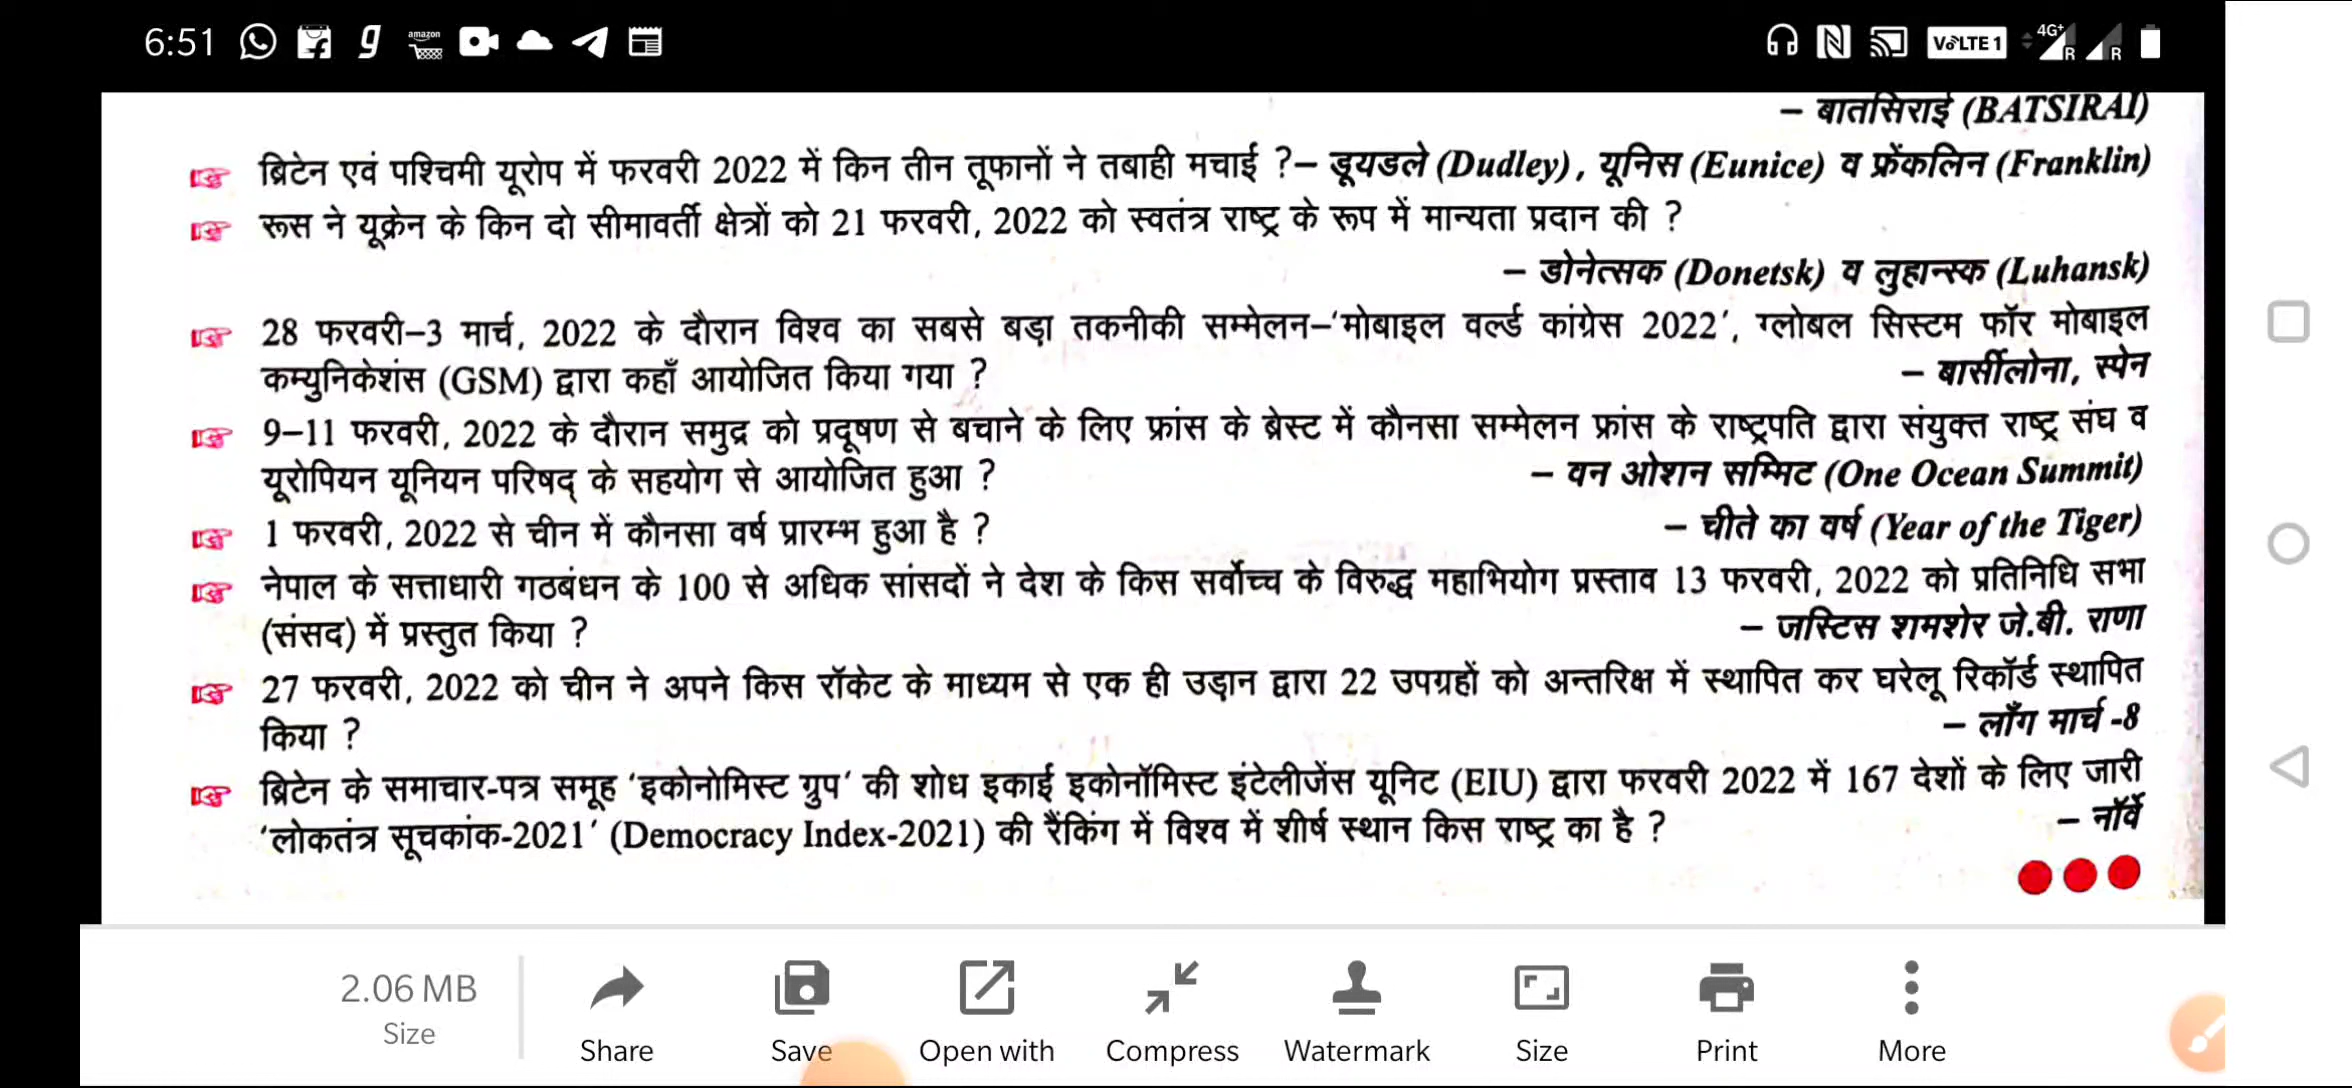 6:51 amazon VoLTE 1 4G+ R R
– बातसिराई (BATSIRAI)
ब्रिटेन एवं पश्चिमी यूरोप में फरवरी 2022 में किन तीन तूफानों ने तबाही मचाई ?– डूयडले (Dudley), यूनिस (Eunice) व फ्रेंकलिन (Franklin)
रूस ने यूक्रेन के किन दो सीमावर्ती क्षेत्रों को 21 फरवरी, 2022 को स्वतंत्र राष्ट्र के रूप में मान्यता प्रदान की ?
– डोनेत्सक (Donetsk) व लुहान्स्क (Luhansk)
28 फरवरी–3 मार्च, 2022 के दौरान विश्व का सबसे बड़ा तकनीकी सम्मेलन–‘मोबाइल वर्ल्ड कांग्रेस 2022’, ग्लोबल सिस्टम फॉर मोबाइल
कम्युनिकेशंस (GSM) द्वारा कहाँ आयोजित किया गया ? – बार्सीलोना, स्पेन
9–11 फरवरी, 2022 के दौरान समुद्र को प्रदूषण से बचाने के लिए फ्रांस के ब्रेस्ट में कौनसा सम्मेलन फ्रांस के राष्ट्रपति द्वारा संयुक्त राष्ट्र संघ व
यूरोपियन यूनियन परिषद् के सहयोग से आयोजित हुआ ? – वन ओशन सम्मिट (One Ocean Summit)
1 फरवरी, 2022 से चीन में कौनसा वर्ष प्रारम्भ हुआ है ? – चीते का वर्ष (Year of the Tiger)
नेपाल के सत्ताधारी गठबंधन के 100 से अधिक सांसदों ने देश के किस सर्वोच्च के विरुद्ध महाभियोग प्रस्ताव 13 फरवरी, 2022 को प्रतिनिधि सभा
(संसद) में प्रस्तुत किया ? – जस्टिस शमशेर जे.बी. राणा
27 फरवरी, 2022 को चीन ने अपने किस रॉकेट के माध्यम से एक ही उड़ान द्वारा 22 उपग्रहों को अन्तरिक्ष में स्थापित कर घरेलू रिकॉर्ड स्थापित
किया ? – लाँग मार्च -8
ब्रिटेन के समाचार-पत्र समूह ‘इकोनोमिस्ट ग्रुप’ की शोध इकाई इकोनॉमिस्ट इंटेलीजेंस यूनिट (EIU) द्वारा फरवरी 2022 में 167 देशों के लिए जारी
‘लोकतंत्र सूचकांक-2021’ (Democracy Index-2021) की रैंकिंग में विश्व में शीर्ष स्थान किस राष्ट्र का है ? – नॉर्वे
2.06 MB
Size Share Save Open with Compress Watermark Size Print More